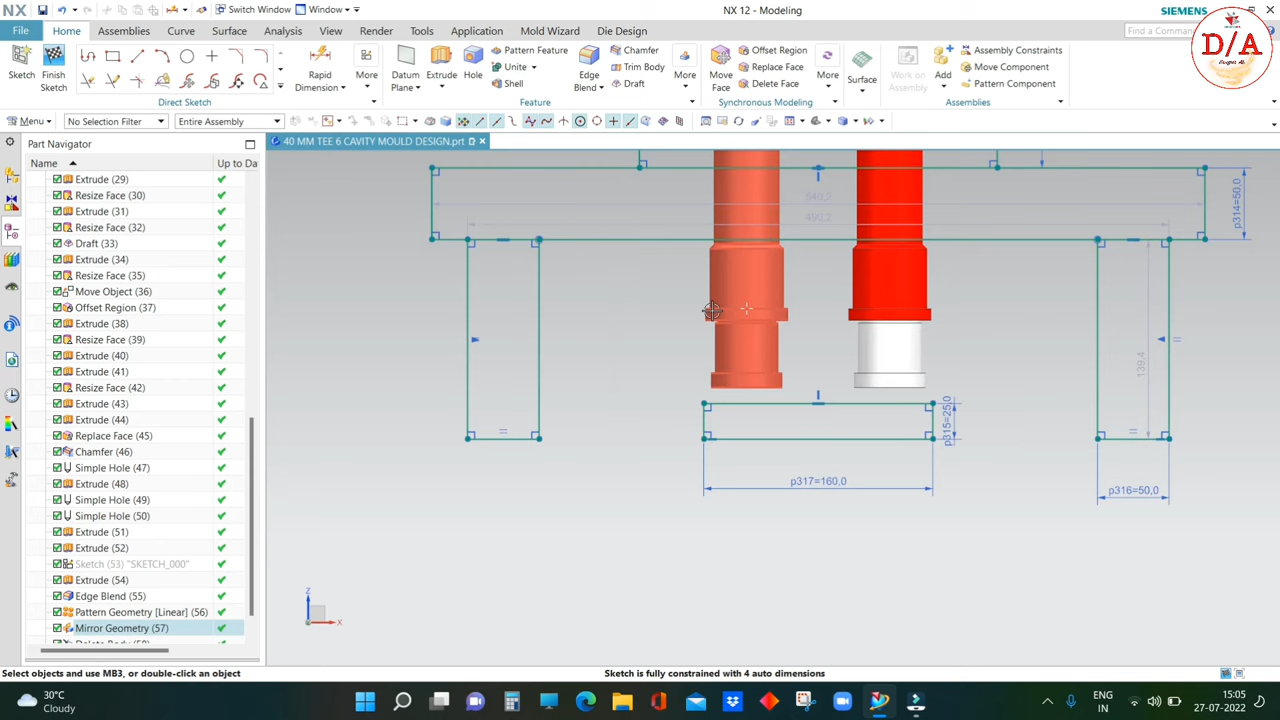 NX
Switch Window
Window
NX 12 - Modeling
SIEMENS
File
Home
Assemblies
Curve
Surface
Analysis
View
Render
Tools
Application
Mold Wizard
Die Design
Find a Comman
D/A
Sketch
Finish
Sketch
Rapid
Dimension
More
Datum
Plane
Extrude
Hole
Pattern Feature
Unite
Shell
Edge
Blend
Chamfer
Trim Body
Draft
More
Move
Face
Offset Region
Replace Face
Delete Face
More
Surface
Work on
Assembly
Add
Assembly Constraints
Move Component
Pattern Component
Direct Sketch
Feature
Synchronous Modeling
Assemblies
Menu
No Selection Filter
Entire Assembly
Part Navigator
40 MM TEE 6 CAVITY MOULD DESIGN.prt
Name
Up to Da
Extrude (29)
Resize Face (30)
Extrude (31)
Resize Face (32)
Draft (33)
Extrude (34)
Resize Face (35)
Move Object (36)
Offset Region (37)
Extrude (38)
Resize Face (39)
Extrude (40)
Extrude (41)
Resize Face (42)
Extrude (43)
Extrude (44)
Replace Face (45)
Chamfer (46)
Simple Hole (47)
Extrude (48)
Simple Hole (49)
Simple Hole (50)
Extrude (51)
Extrude (52)
Sketch (53) "SKETCH_000"
Extrude (54)
Edge Blend (55)
Pattern Geometry [Linear] (56)
Mirror Geometry (57)
540,2
490,2
p314=50,0
139,4
p315=25,0
p317=160,0
p316=50,0
Z
X
Select objects and use MB3, or double-click an object
Sketch is fully constrained with 4 auto dimensions
30°C
Cloudy
ENG
IN
15:05
27-07-2022